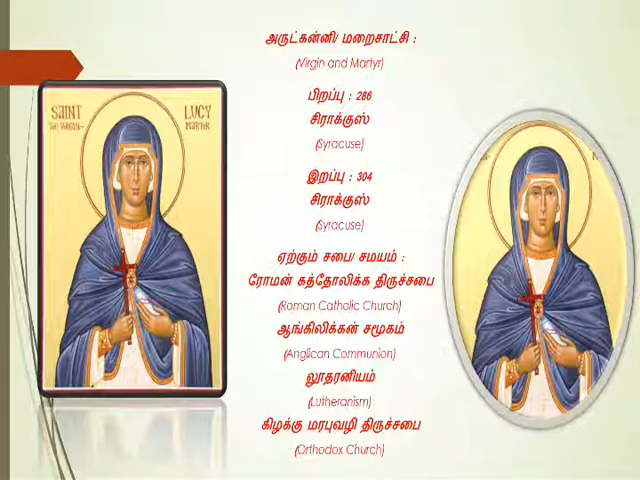 அருட்கன்னி/ மறைசாட்சி :
(Virgin and Martyr)
பிறப்பு : 286
சிராக்குஸ்
(Syracuse)
இறப்பு : 304
சிராக்குஸ்
(Syracuse)
ஏற்கும் சபை/ சமயம் :
ரோமன் கத்தோலிக்க திருச்சபை
(Roman Catholic Church)
ஆங்கிலிக்கன் சமூகம்
(Anglican Communion)
லூதரனியம்
(Lutheranism)
கிழக்கு மரபுவழி திருச்சபை
(Orthodox Church)
SAINT LUCY
MARTYR